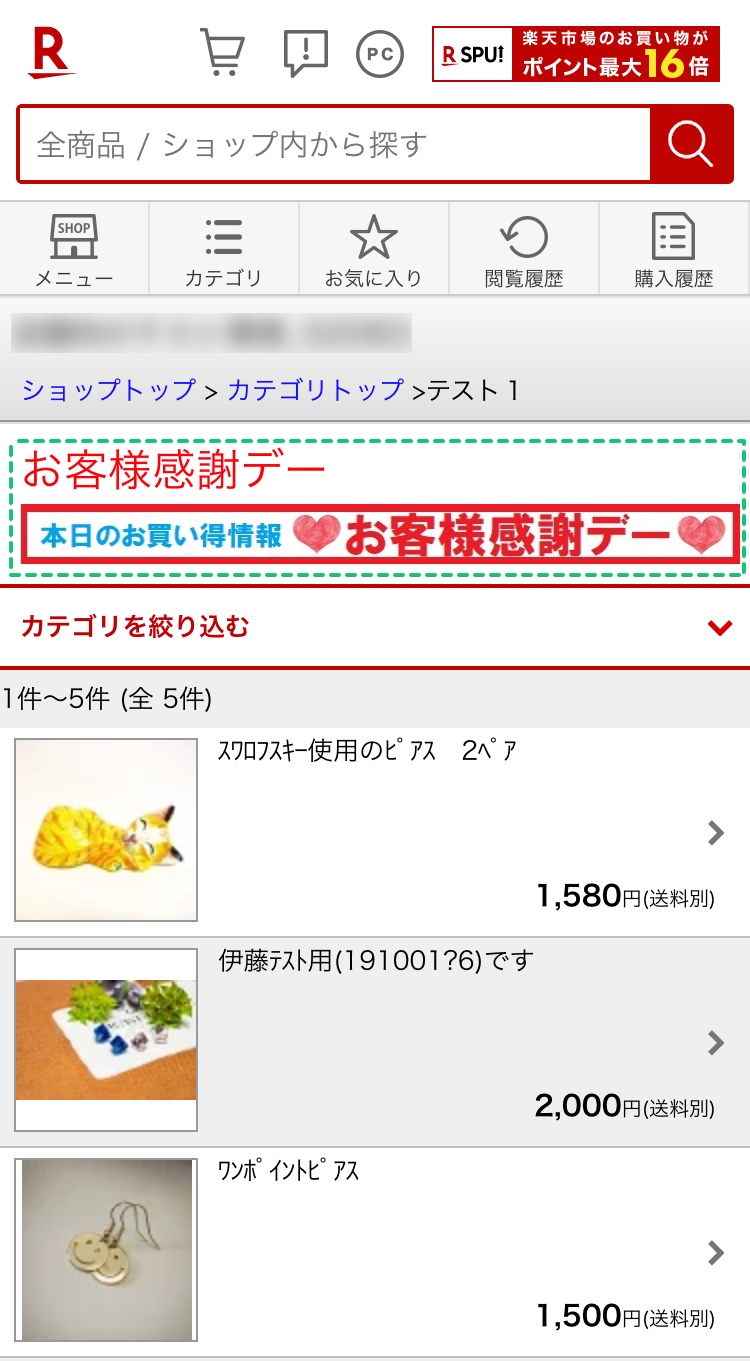 R
PC
R SPU!
楽天市場のお買い物が
ポイント最大16倍
全商品 / ショップ内から探す
SHOP
メニュー
カテゴリ
お気に入り
閲覧履歴
購入履歴
ショップトップ > カテゴリトップ >テスト1
お客様感謝デー
本日のお買い得情報 お客様感謝デー
カテゴリを絞り込む
1件〜5件 (全 5件)
ｽﾜﾛﾌｽｷｰ使用のﾋﾟｱｽ　2ﾍﾟｱ
1,580円(送料別)
伊藤ﾃｽﾄ用(191001?6)です
2,000円(送料別)
ﾜﾝﾎﾟｲﾝﾄﾋﾟｱｽ
1,500円(送料別)